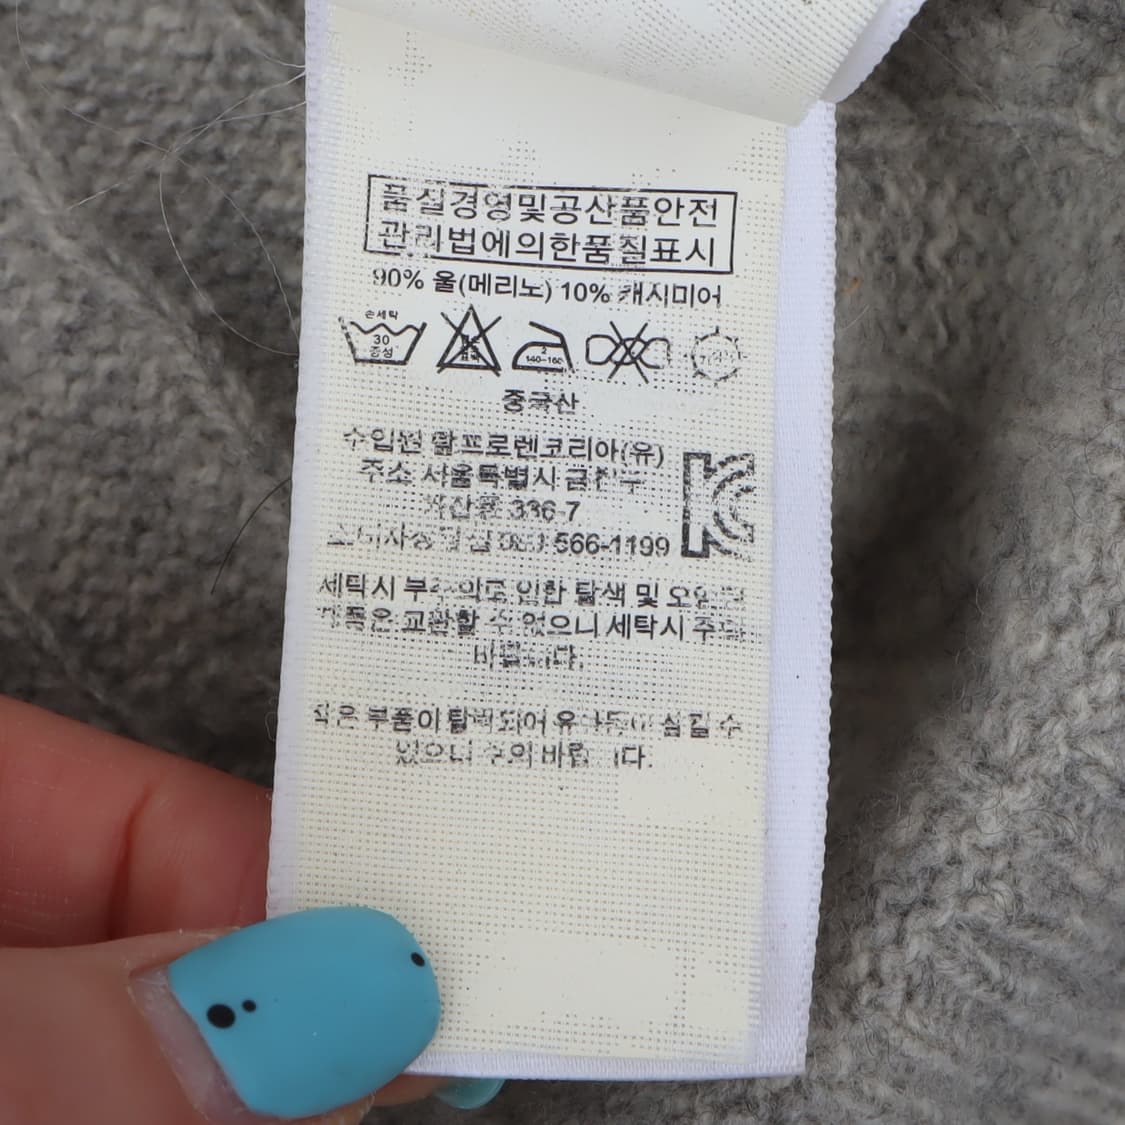 품실경영및공산품안전
관리법에의한품질표시
90% 울(메리노) 10% 캐시미어
손세탁
30
중성
2
140-160
중국산
수입원 랄프로렌코리아(유)
주소 서울특별시 금천구
가산동 336-7
566-1199
세탁시 부주의로 인한 탈색 및 오염
제품은 교환할 수 없으니 세탁시 주의
바랍니다.
작은 부품이 탈락되어 유아동이 삼킬 수
있으니 주의 바랍니다.